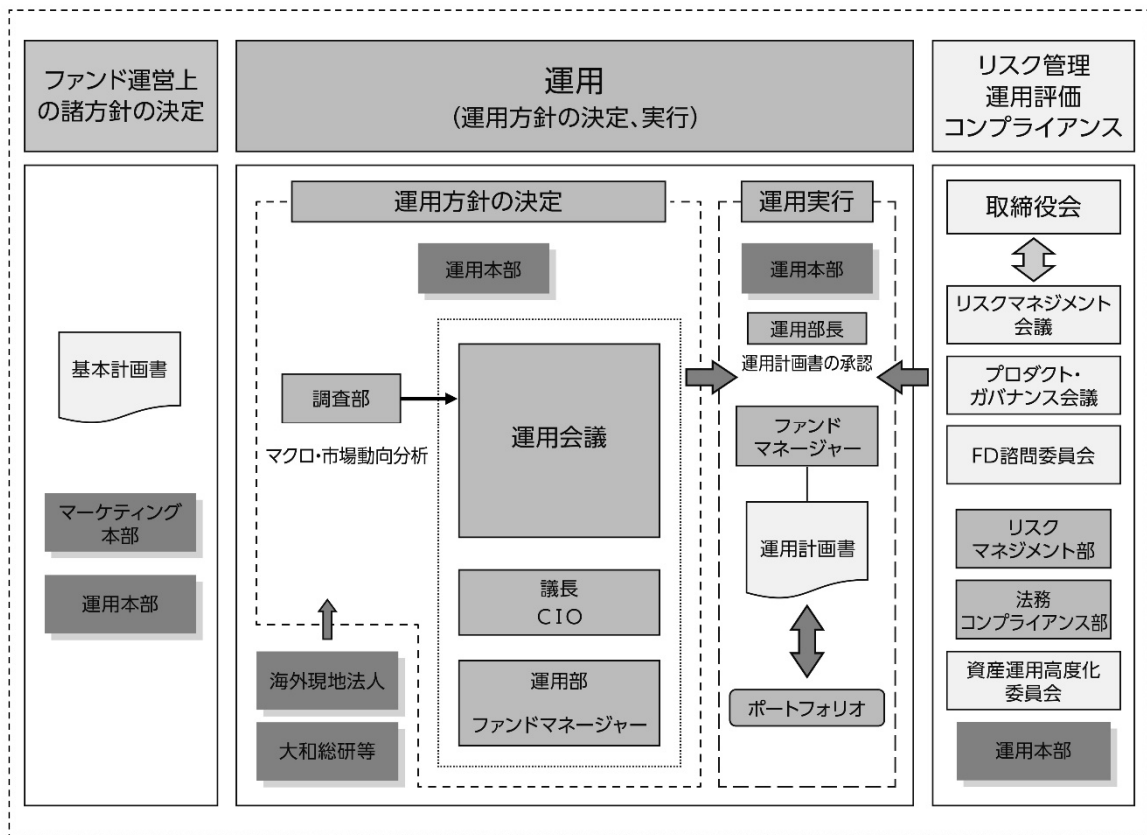 ファンド運営上
の諸方針の決定
運用
(運用方針の決定、実行)
リスク管理
運用評価
コンプライアンス
基本計画書
マーケティング
本部
運用本部
運用方針の決定
運用本部
調査部
マクロ・市場動向分析
運用会議
議長
CIO
運用部
ファンドマネージャー
海外現地法人
大和総研等
運用実行
運用本部
運用部長
運用計画書の承認
ファンド
マネージャー
運用計画書
ポートフォリオ
取締役会
リスクマネジメント
会議
プロダクト・
ガバナンス会議
FD諮問委員会
リスク
マネジメント部
法務
コンプライアンス部
資産運用高度化
委員会
運用本部